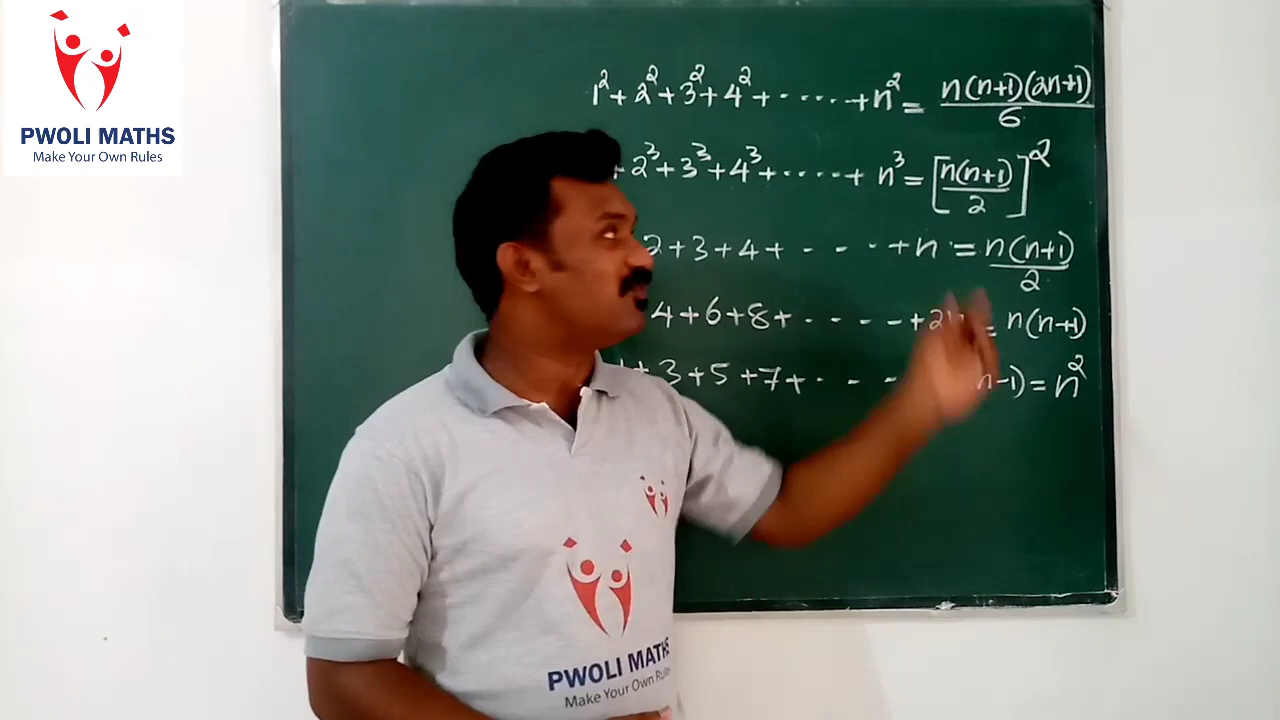 PWOLI MATHS
Make Your Own Rules
1² + 2² + 3² + 4² + ..... + n² = n(n+1)(2n+1)/6
+ 2³ + 3³ + 4³ + ..... + n³ = [n(n+1)/2]²
2 + 3 + 4 + .... + n = n(n+1)/2
4 + 6 + 8 + ..... + 2 = n(n+1)
+ 3 + 5 + 7 + .... n-1) = n²
PWOLI MATHS
Make Your Own Rules